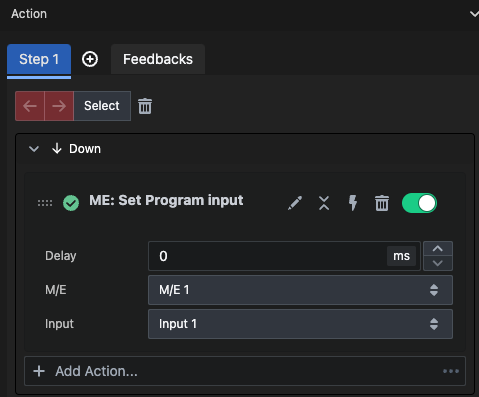 Action
Step 1
Feedbacks
Select
Down
ME: Set Program input
Delay
0
ms
M/E
M/E 1
Input
Input 1
Add Action...